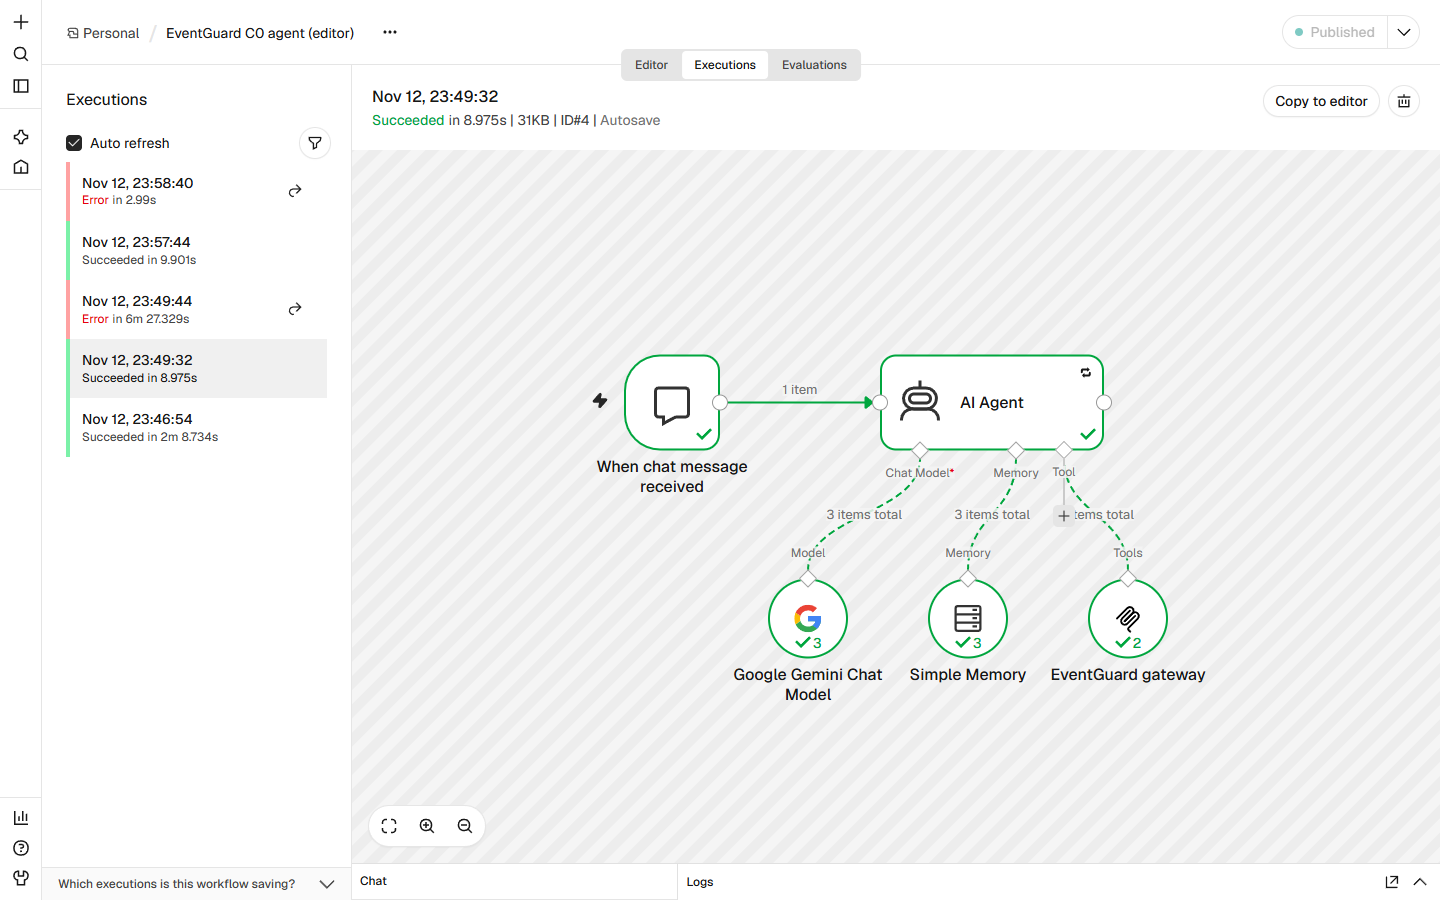 Personal / EventGuard C0 agent (editor) •••
Published
Editor Executions Evaluations
Executions
Auto refresh
Nov 12, 23:58:40
Error in 2.99s
Nov 12, 23:57:44
Succeeded in 9.901s
Nov 12, 23:49:44
Error in 6m 27.329s
Nov 12, 23:49:32
Succeeded in 8.975s
Nov 12, 23:46:54
Succeeded in 2m 8.734s
Which executions is this workflow saving?
Nov 12, 23:49:32
Succeeded in 8.975s | 31KB | ID#4 | Autosave
Copy to editor
1 item
AI Agent
When chat message
received
Chat Model*
Memory
Tool
3 items total
3 items total
items total
Model
Memory
Tools
3
3
2
Google Gemini Chat
Model
Simple Memory
EventGuard gateway
Chat
Logs